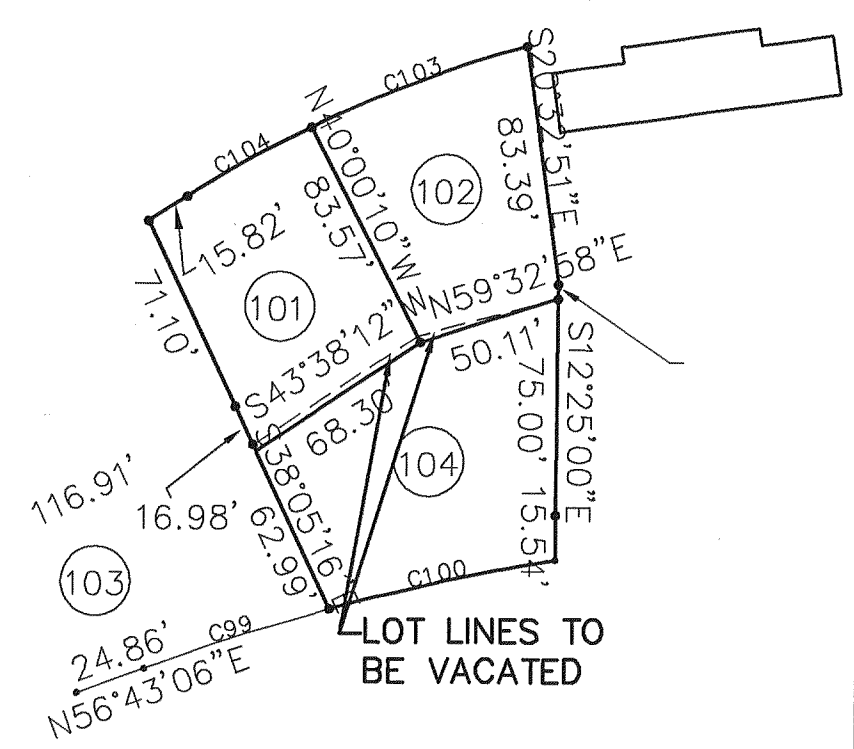 C103
S20°32'51"E
C104
N40°00'10"W
83.39'
102
83.57'
15.82'
71.10'
101
N59°32'58"E
W
S43°38'12"
50.11'
S12°25'00"E
75.00'
68.30
104
S38°05'16"E
116.91'
16.98'
15.54'
62.99'
103
C100
C99
24.86'
N56°43'06"E
LOT LINES TO
BE VACATED